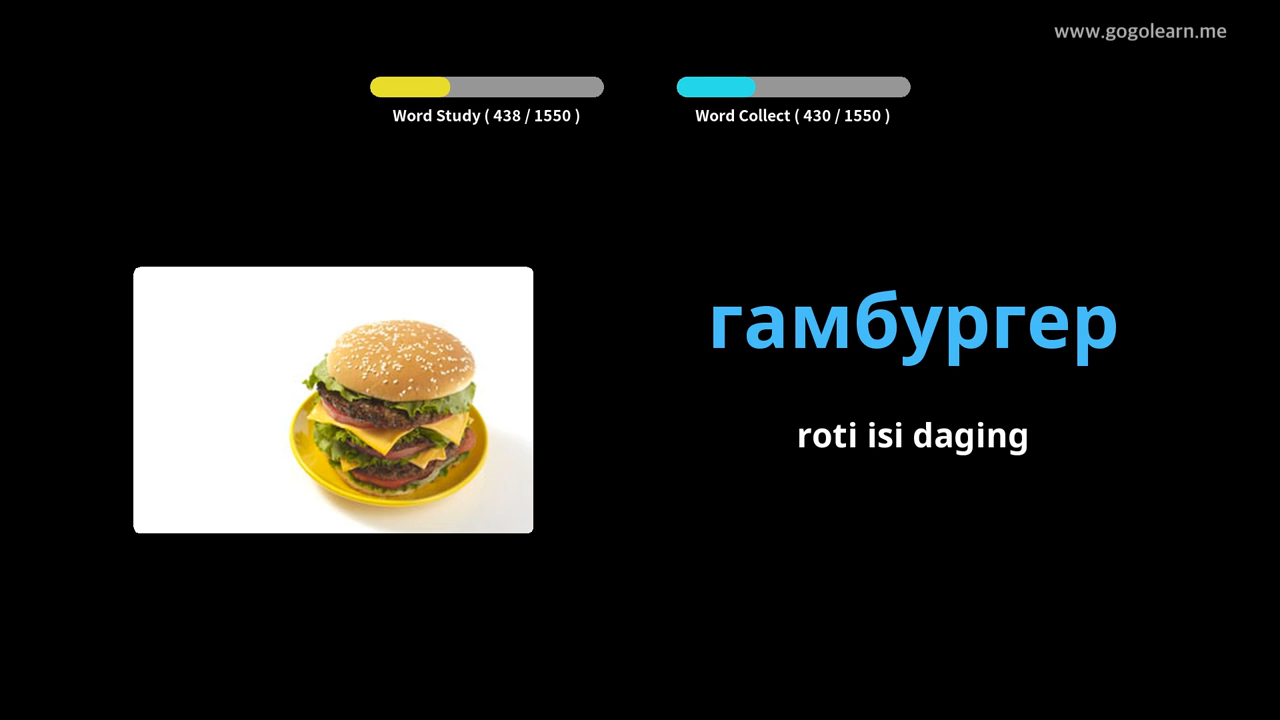 www.gogolearn.me
Word Study ( 438 / 1550 )
Word Collect ( 430 / 1550 )
гамбургер
roti isi daging